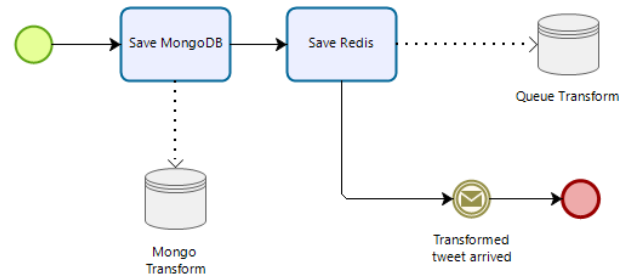 Save MongoDB
Save Redis
Queue Transform
Mongo
Transform
Transformed
tweet arrived